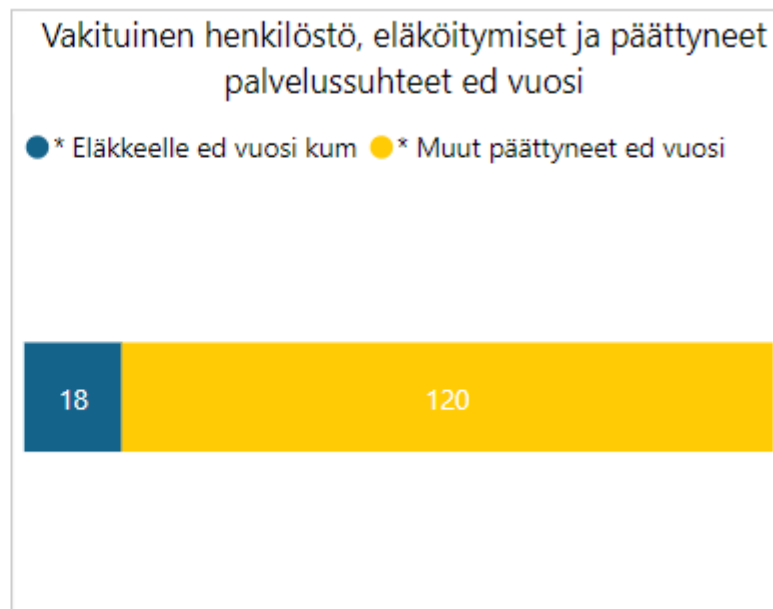 Vakituinen henkilöstö, eläköitymiset ja päättyneet
palvelussuhteet ed vuosi
* Eläkkeelle ed vuosi kum * Muut päättyneet ed vuosi
18 120